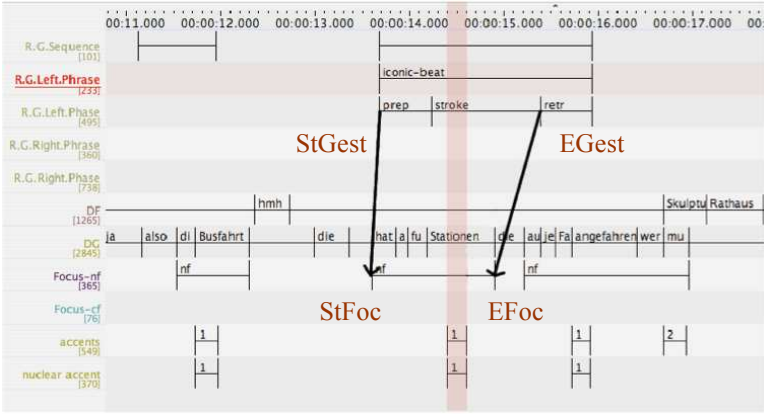 00:11.000 00:00:12.000 00:00:13.000 00:00:14.000 00:00:15.000 00:00:16.000 00:00:17.00
R.G.Sequence
[101]
R.G.Left.Phrase
[233]
iconic-beat
R.G.Left.Phase
[495]
prep stroke retr
StGest EGest
R.G.Right.Phrase
[360]
R.G.Right.Phase
[738]
DF
[1265]
hmh Skulptu Rathaus
DG
[2845]
ja also di Busfahrt die hat a fu Stationen die au je Fa angefahren wer mu
Focus-nf
[365]
nf nf nf
StFoc EFoc
Focus-cf
[76]
accents
[549]
1 1 1 2
nuclear accent
[370]
1 1 1